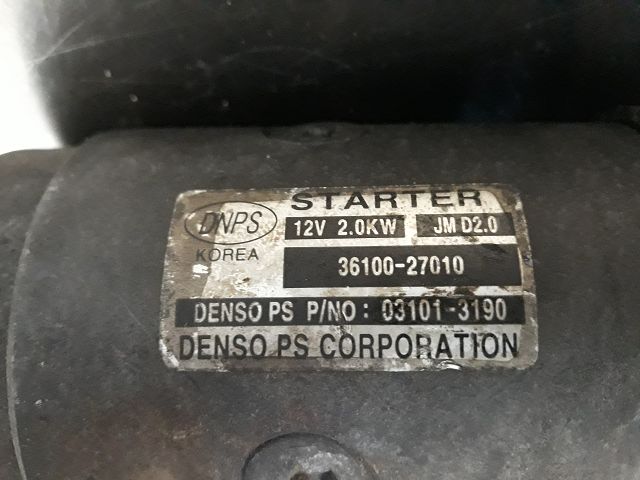 STARTER
DNPS
12V 2.0KW JM D2.0
KOREA
36100-27010
DENSO PS P/NO: 03101-3190
DENSO PS CORPORATION